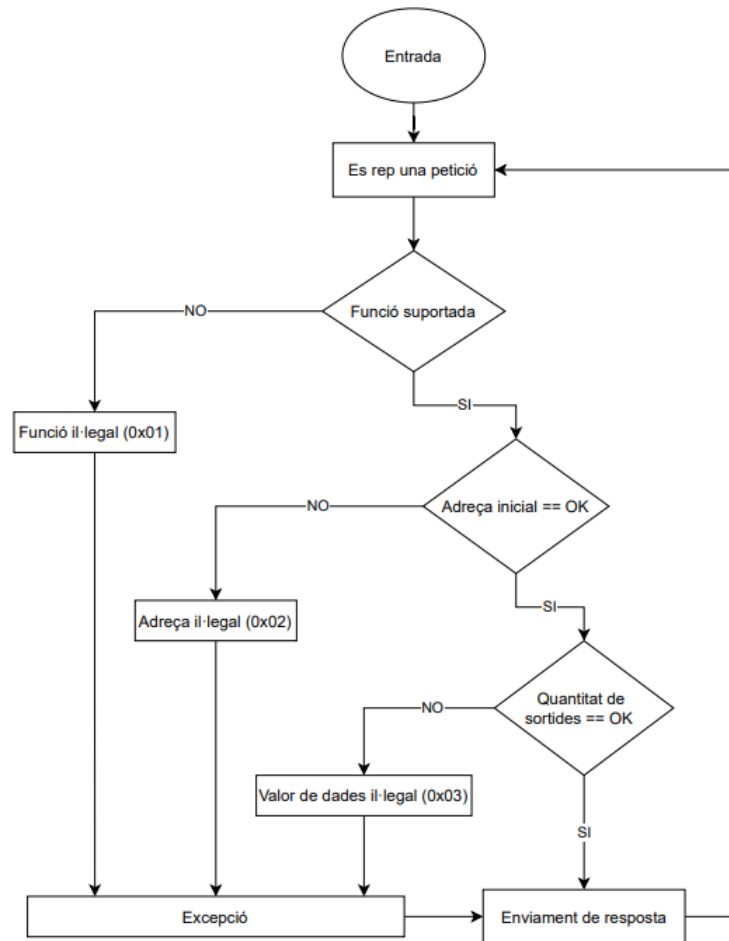 Entrada
Es rep una petició
Funció suportada
NO
SI
Funció il·legal (0x01)
Adreça inicial == OK
NO
SI
Adreça il·legal (0x02)
Quantitat de
sortides == OK
NO
Valor de dades il·legal (0x03)
SI
Excepció
Enviament de resposta